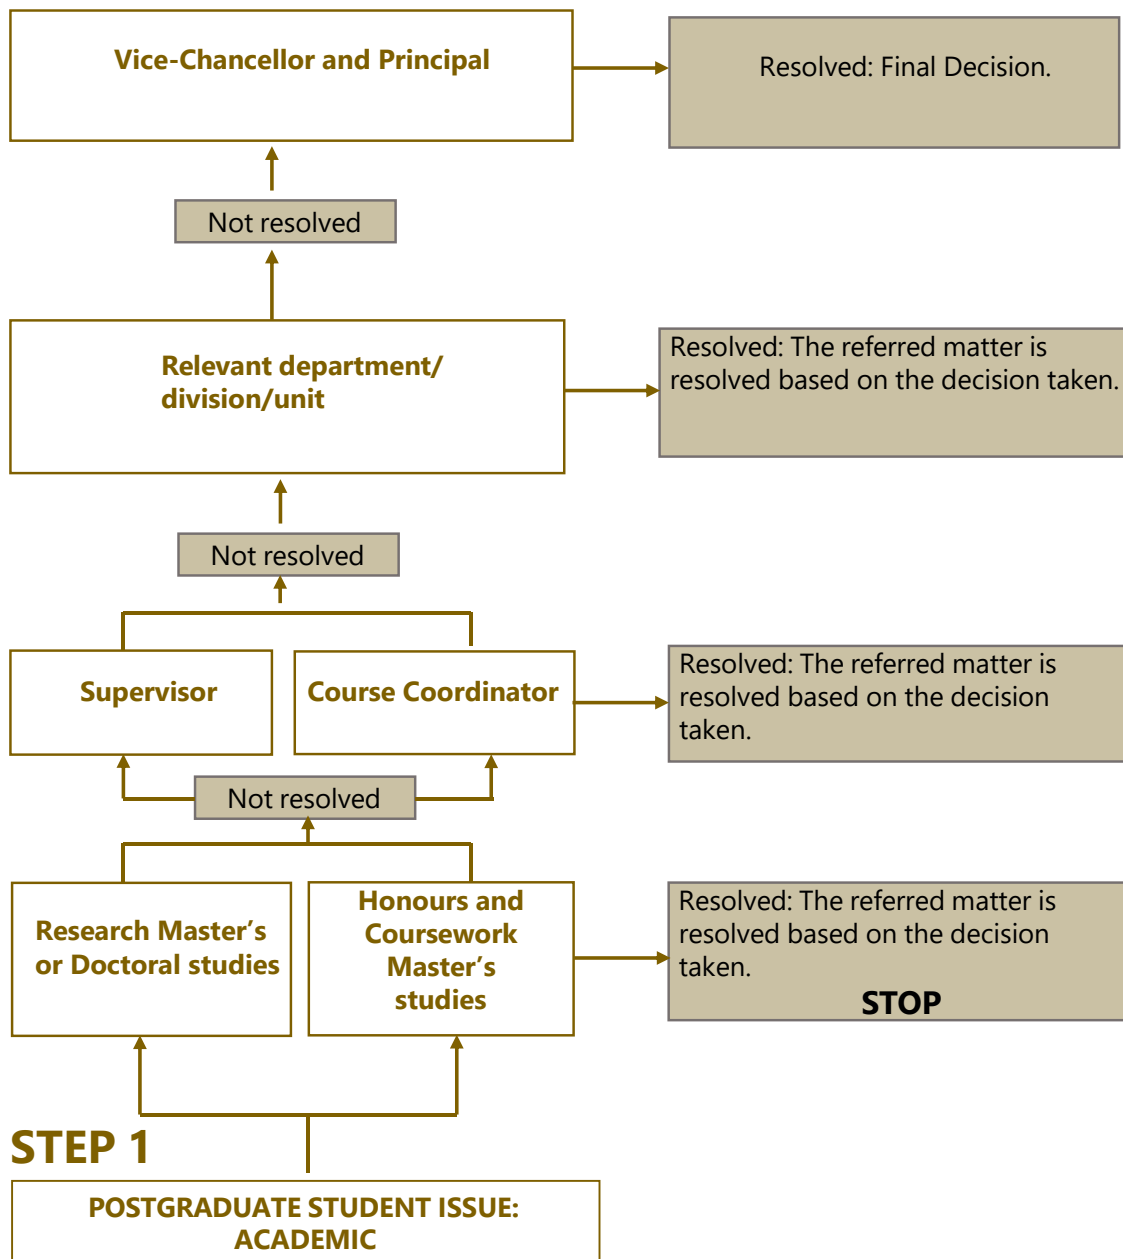 Vice-Chancellor and Principal
Resolved: Final Decision.
Not resolved
Relevant department/
division/unit
Resolved: The referred matter is
resolved based on the decision taken.
Not resolved
Supervisor
Course Coordinator
Resolved: The referred matter is
resolved based on the decision
taken.
Not resolved
Research Master’s
or Doctoral studies
Honours and
Coursework
Master’s
studies
Resolved: The referred matter is
resolved based on the decision
taken.
STOP
STEP 1
POSTGRADUATE STUDENT ISSUE:
ACADEMIC